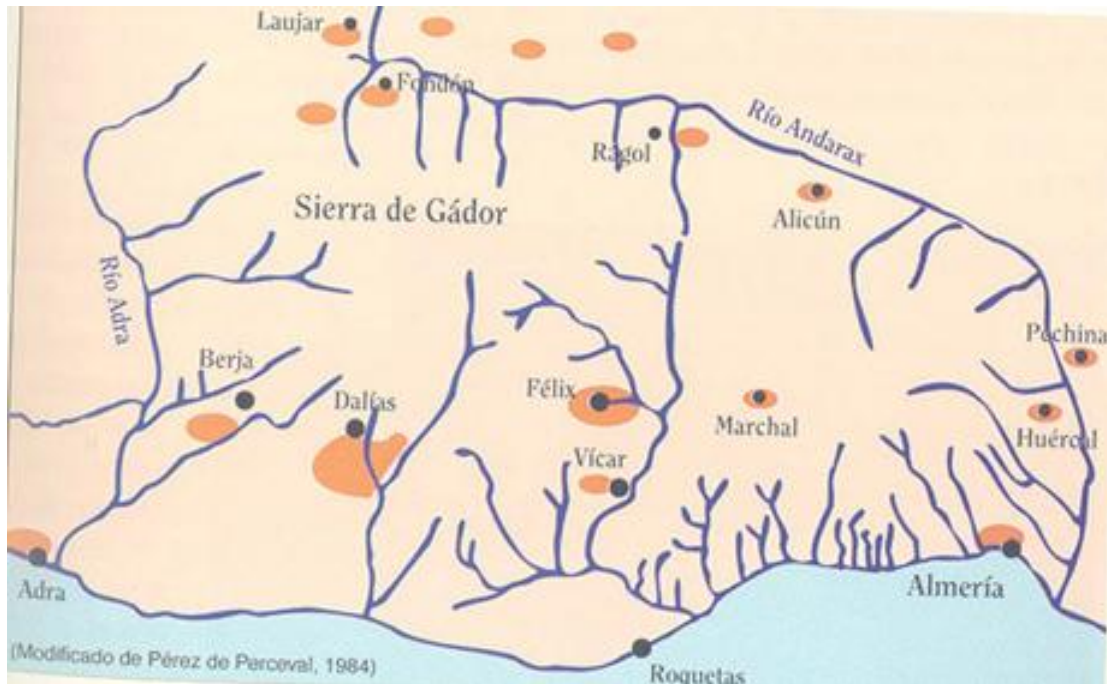 Laujar
Fondón
Río Andarax
Rágol
Alicún
Sierra de Gádor
Río Adra
Pechina
Berja
Dalías
Félix
Marchal
Huércal
Vícar
Adra
Almería
(Modificado de Pérez de Perceval, 1984)
Roquetas